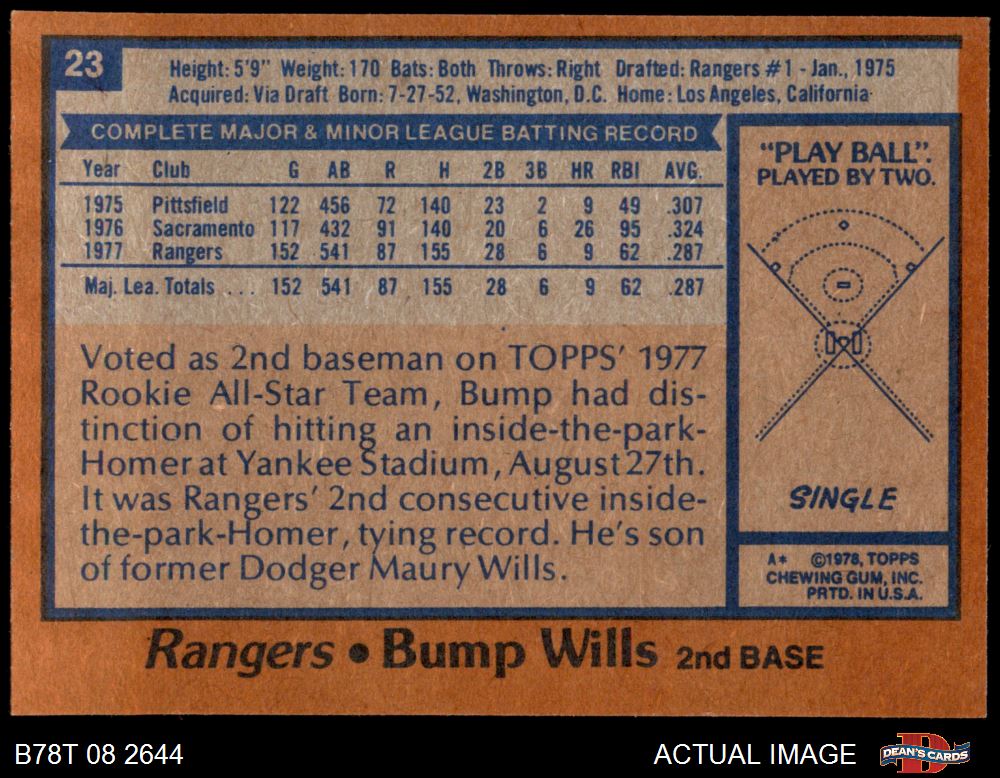 23
Height: 5'9" Weight: 170 Bats: Both Throws: Right Drafted: Rangers #1 - Jan., 1975
Acquired: Via Draft Born: 7-27-52, Washington, D.C. Home: Los Angeles, California
COMPLETE MAJOR & MINOR LEAGUE BATTING RECORD
Year Club G AB R H 2B 3B HR RBI AVG.
1975 Pittsfield 122 456 72 140 23 2 9 49 .307
1976 Sacramento 117 432 91 140 20 6 26 95 .324
1977 Rangers 152 541 87 155 28 6 9 62 .287
Maj. Lea. Totals . . . 152 541 87 155 28 6 9 62 .287
Voted as 2nd baseman on TOPPS' 1977
Rookie All-Star Team, Bump had dis-
tinction of hitting an inside-the-park-
Homer at Yankee Stadium, August 27th.
It was Rangers' 2nd consecutive inside-
the-park-Homer, tying record. He's son
of former Dodger Maury Wills.
"PLAY BALL".
PLAYED BY TWO.
SINGLE
A* ©1978, TOPPS
CHEWING GUM, INC.
PRTD. IN U.S.A.
Rangers • Bump Wills 2nd BASE
B78T 08 2644
ACTUAL IMAGE
D
DEAN'S CARDS